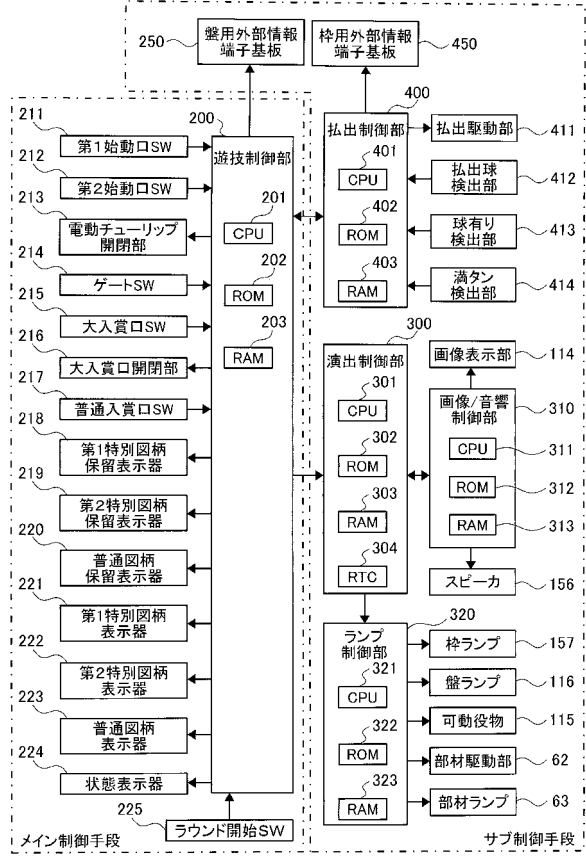 250
盤用外部情報
端子基板
枠用外部情報
端子基板
450
211
第1始動口SW
212
第2始動口SW
213
電動チューリップ
開閉部
214
ゲートSW
215
大入賞口SW
216
大入賞口開閉部
217
普通入賞口SW
218
第1特別図柄
保留表示器
219
第2特別図柄
保留表示器
220
普通図柄
保留表示器
221
第1特別図柄
表示器
222
第2特別図柄
表示器
223
普通図柄
表示器
224
状態表示器
225
ラウンド開始SW
メイン制御手段
200
遊技制御部
201
CPU
202
ROM
203
RAM
400
払出制御部
401
CPU
402
ROM
403
RAM
払出駆動部
411
払出球
検出部
412
球有り
検出部
413
満タン
検出部
414
300
演出制御部
301
CPU
302
ROM
303
RAM
304
RTC
画像表示部
114
画像/音響
制御部
310
CPU
311
ROM
312
RAM
313
スピーカ
156
320
ランプ
制御部
321
CPU
322
ROM
323
RAM
枠ランプ
157
盤ランプ
116
可動役物
115
部材駆動部
62
部材ランプ
63
サブ制御手段